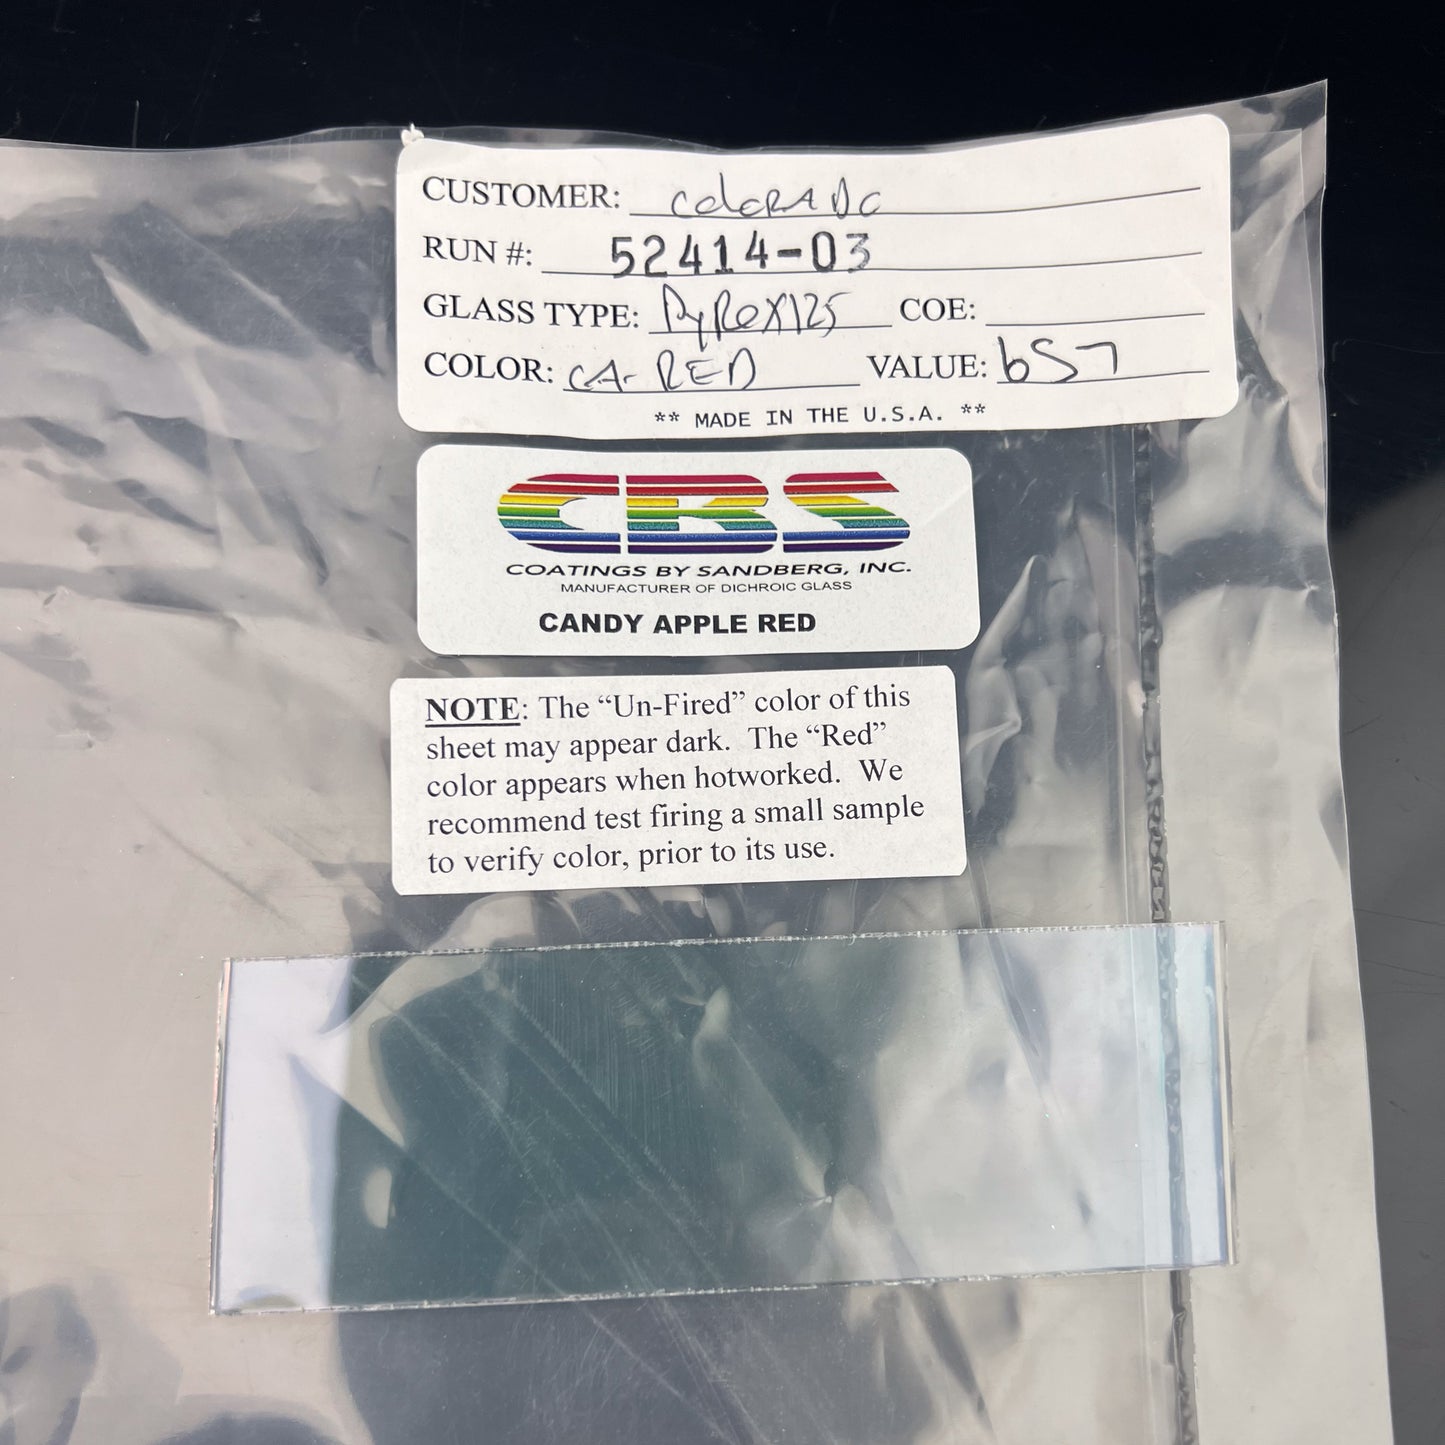 CUSTOMER: COLORADO
RUN #: 52414-03
GLASS TYPE: PyRex125 COE:
COLOR: CA- RED VALUE: 657
** MADE IN THE U.S.A. **
CBS
COATINGS BY SANDBERG, INC.
MANUFACTURER OF DICHROIC GLASS
CANDY APPLE RED
NOTE: The “Un-Fired” color of this
sheet may appear dark. The “Red”
color appears when hotworked. We
recommend test firing a small sample
to verify color, prior to its use.